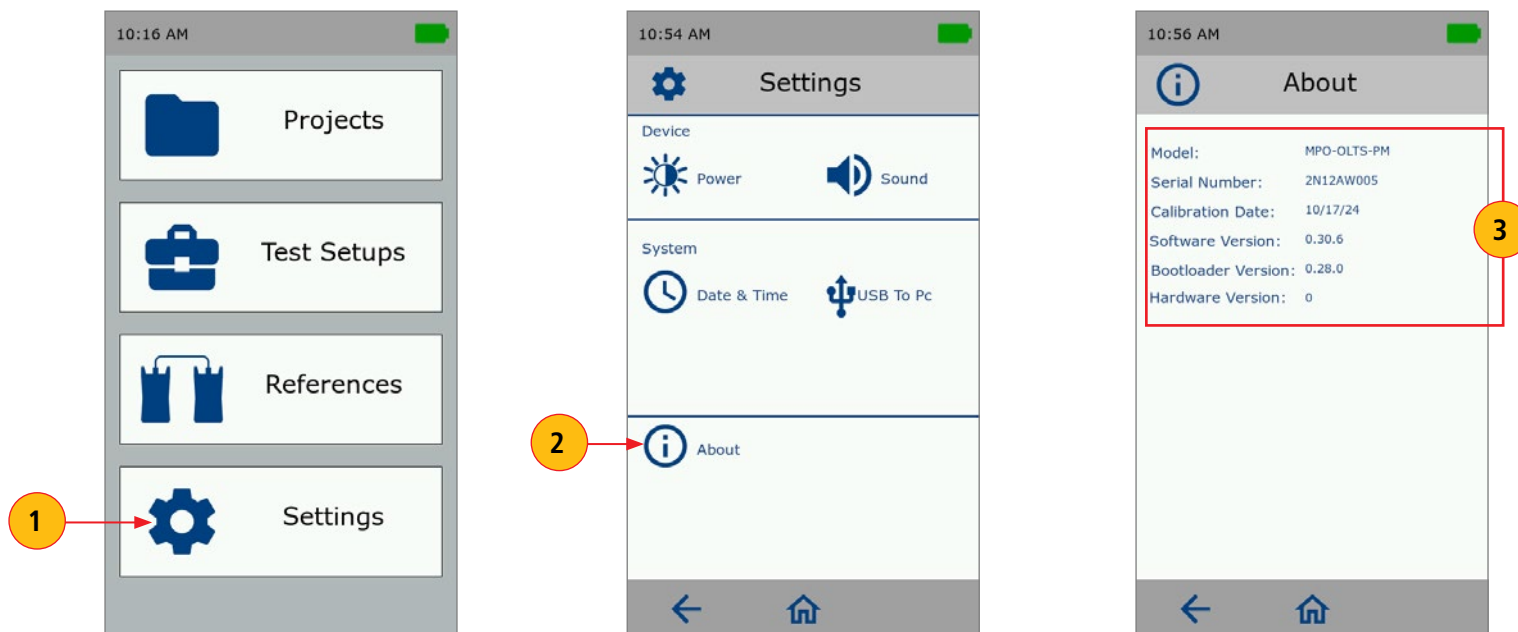 10:16 AM
Projects
Test Setups
References
1
Settings
10:54 AM
Settings
Device
Power
Sound
System
Date & Time
USB To Pc
2
About
10:56 AM
About
Model: MPO-OLTS-PM
Serial Number: 2N12AW005
Calibration Date: 10/17/24
Software Version: 0.30.6
Bootloader Version: 0.28.0
Hardware Version: 0
3